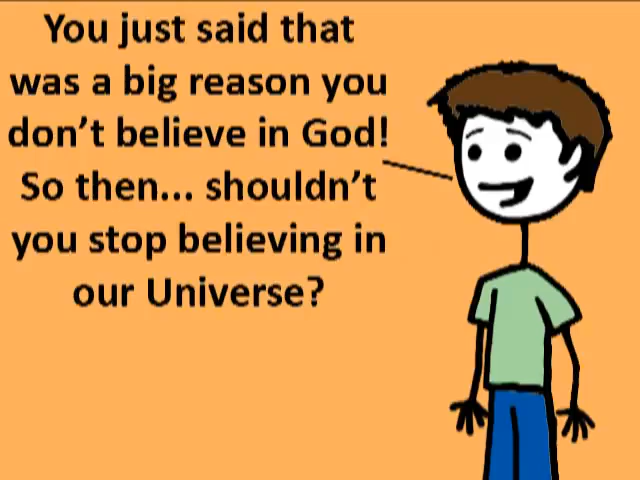 You just said that
was a big reason you
don’t believe in God!
So then... shouldn’t
you stop believing in
our Universe?